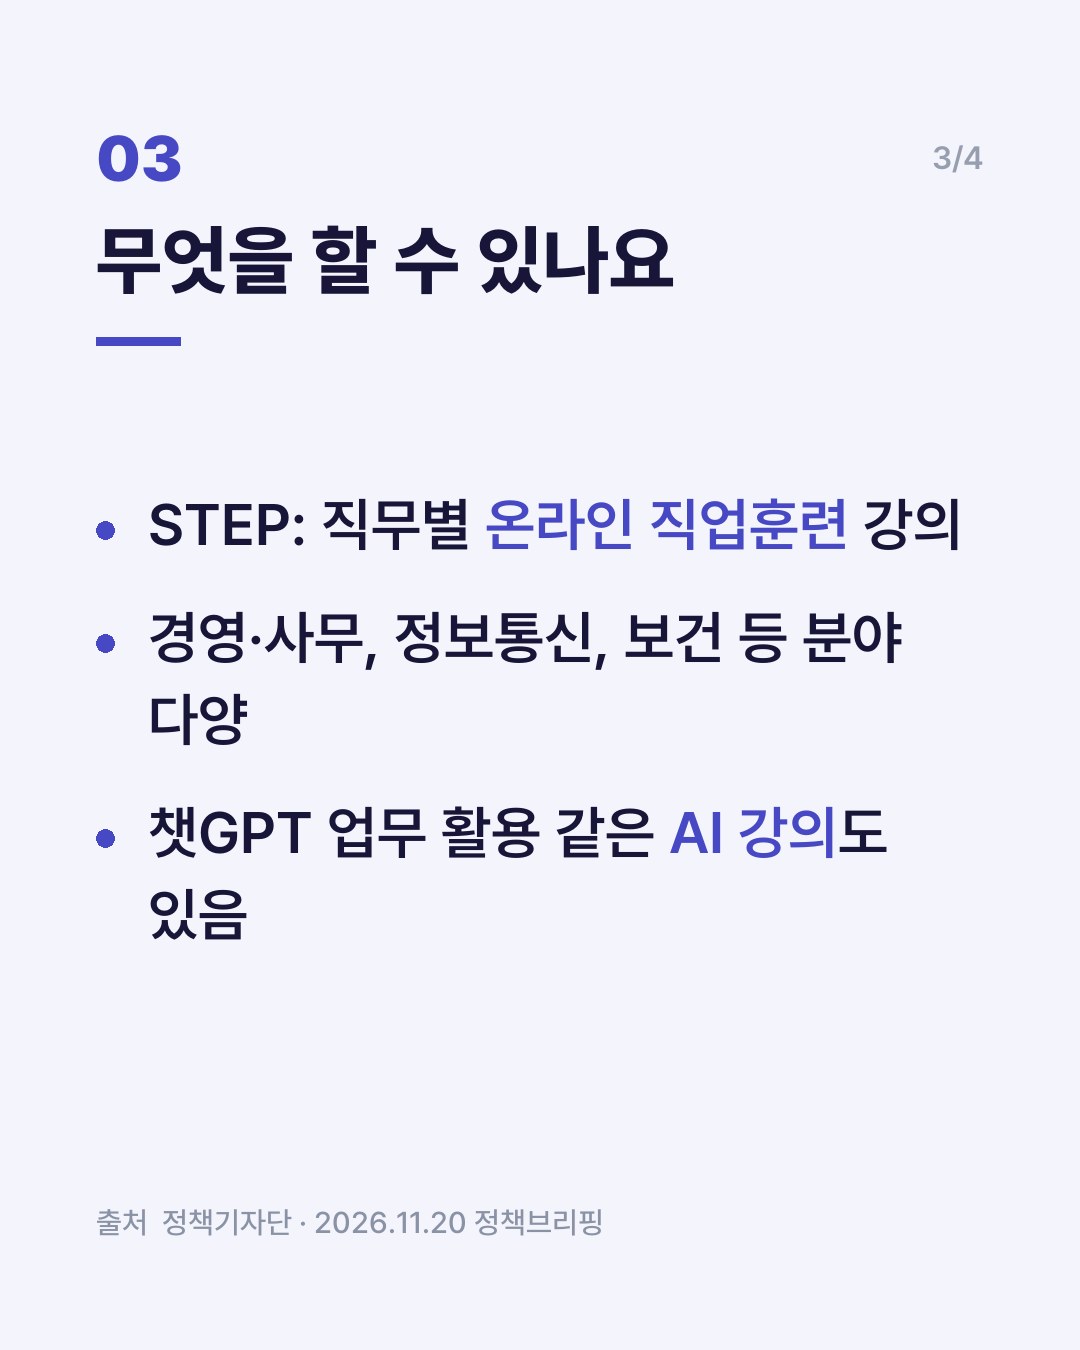 03
3/4
무엇을 할 수 있나요
STEP: 직무별 온라인 직업훈련 강의
경영·사무, 정보통신, 보건 등 분야
다양
챗GPT 업무 활용 같은 AI 강의도
있음
출처 정책기자단 · 2026.11.20 정책브리핑